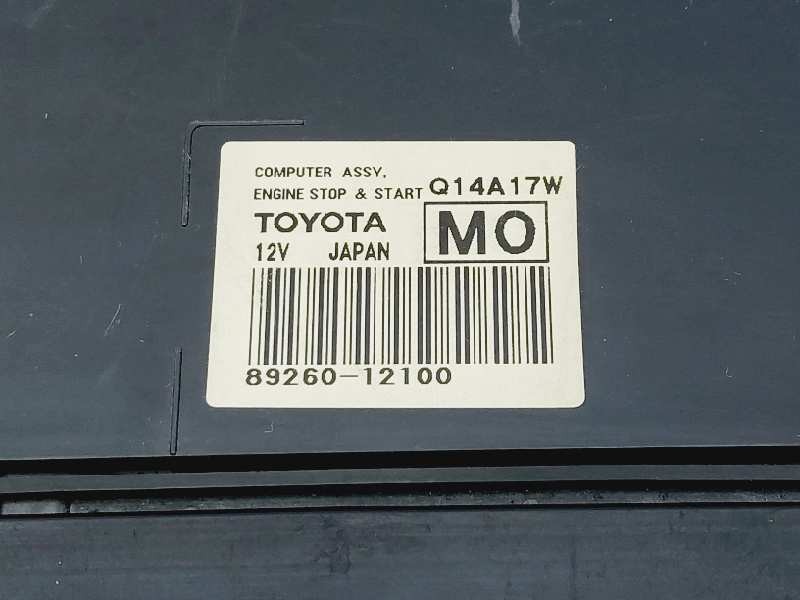 COMPUTER ASSY,
ENGINE STOP & START Q14A17W
TOYOTA MO
12V JAPAN
89260-12100